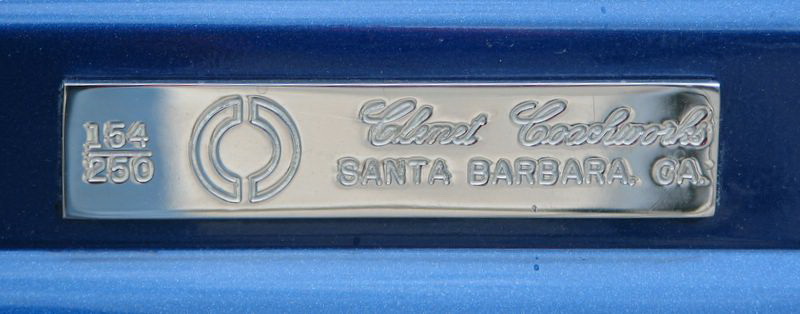 154
250
Clenet Coachworks
SANTA BARBARA, CA.